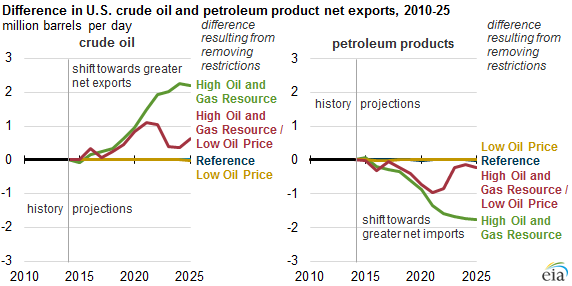 Difference in U.S. crude oil and petroleum product net exports, 2010-25
million barrels per day
crude oil
difference
resulting from
removing
restrictions
shift towards greater
net exports
High Oil and
Gas Resource
High Oil
and Gas
Resource /
Low Oil Price
Reference
Low Oil Price
history
projections
3
2
1
0
-1
-2
-3
2010
2015
2020
2025
petroleum products
difference
resulting from
removing
restrictions
history
projections
Low Oil Price
Reference
High Oil
and Gas
Resource /
Low Oil Price
High Oil and
Gas Resource
shift towards
greater net imports
3
2
1
0
-1
-2
-3
2010
2015
2020
2025
eia